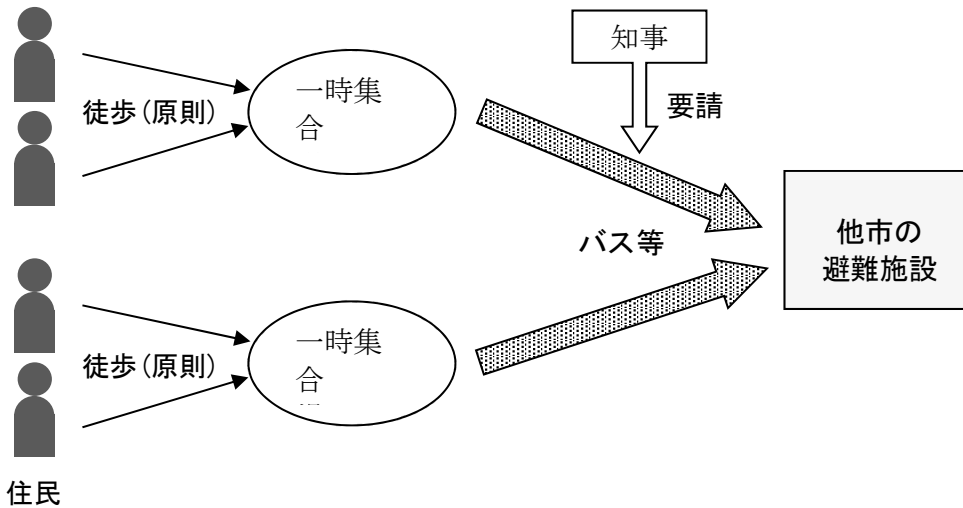 知事
要請
一時集
合
徒歩(原則)
バス等
他市の
避難施設
一時集
合
徒歩(原則)
住民